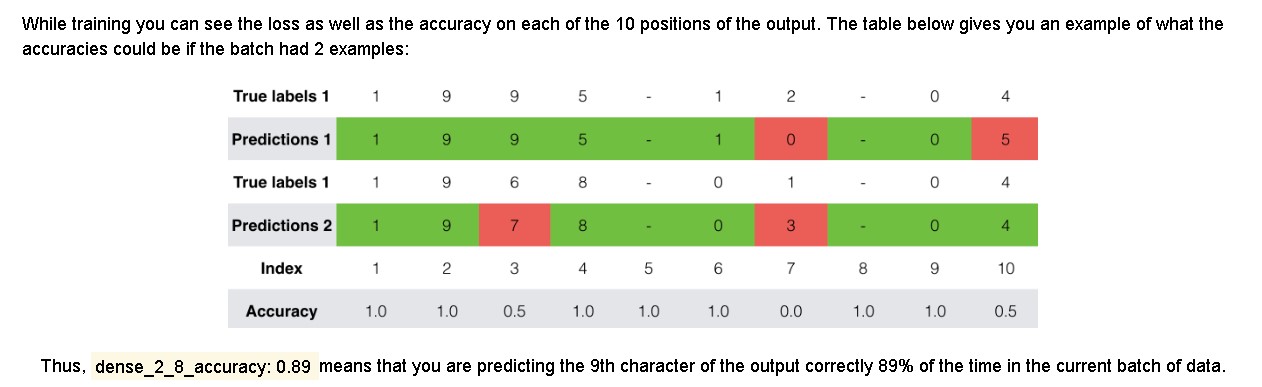 While training you can see the loss as well as the accuracy on each of the 10 positions of the output. The table below gives you an example of what the
accuracies could be if the batch had 2 examples:
True labels 1 1 9 9 5 - 1 2 - 0 4
Predictions 1 1 9 9 5 - 1 0 - 0 5
True labels 1 1 9 6 8 - 0 1 - 0 4
Predictions 2 1 9 7 8 - 0 3 - 0 4
Index 1 2 3 4 5 6 7 8 9 10
Accuracy 1.0 1.0 0.5 1.0 1.0 1.0 0.0 1.0 1.0 0.5
Thus, dense_2_8_accuracy: 0.89 means that you are predicting the 9th character of the output correctly 89% of the time in the current batch of data.